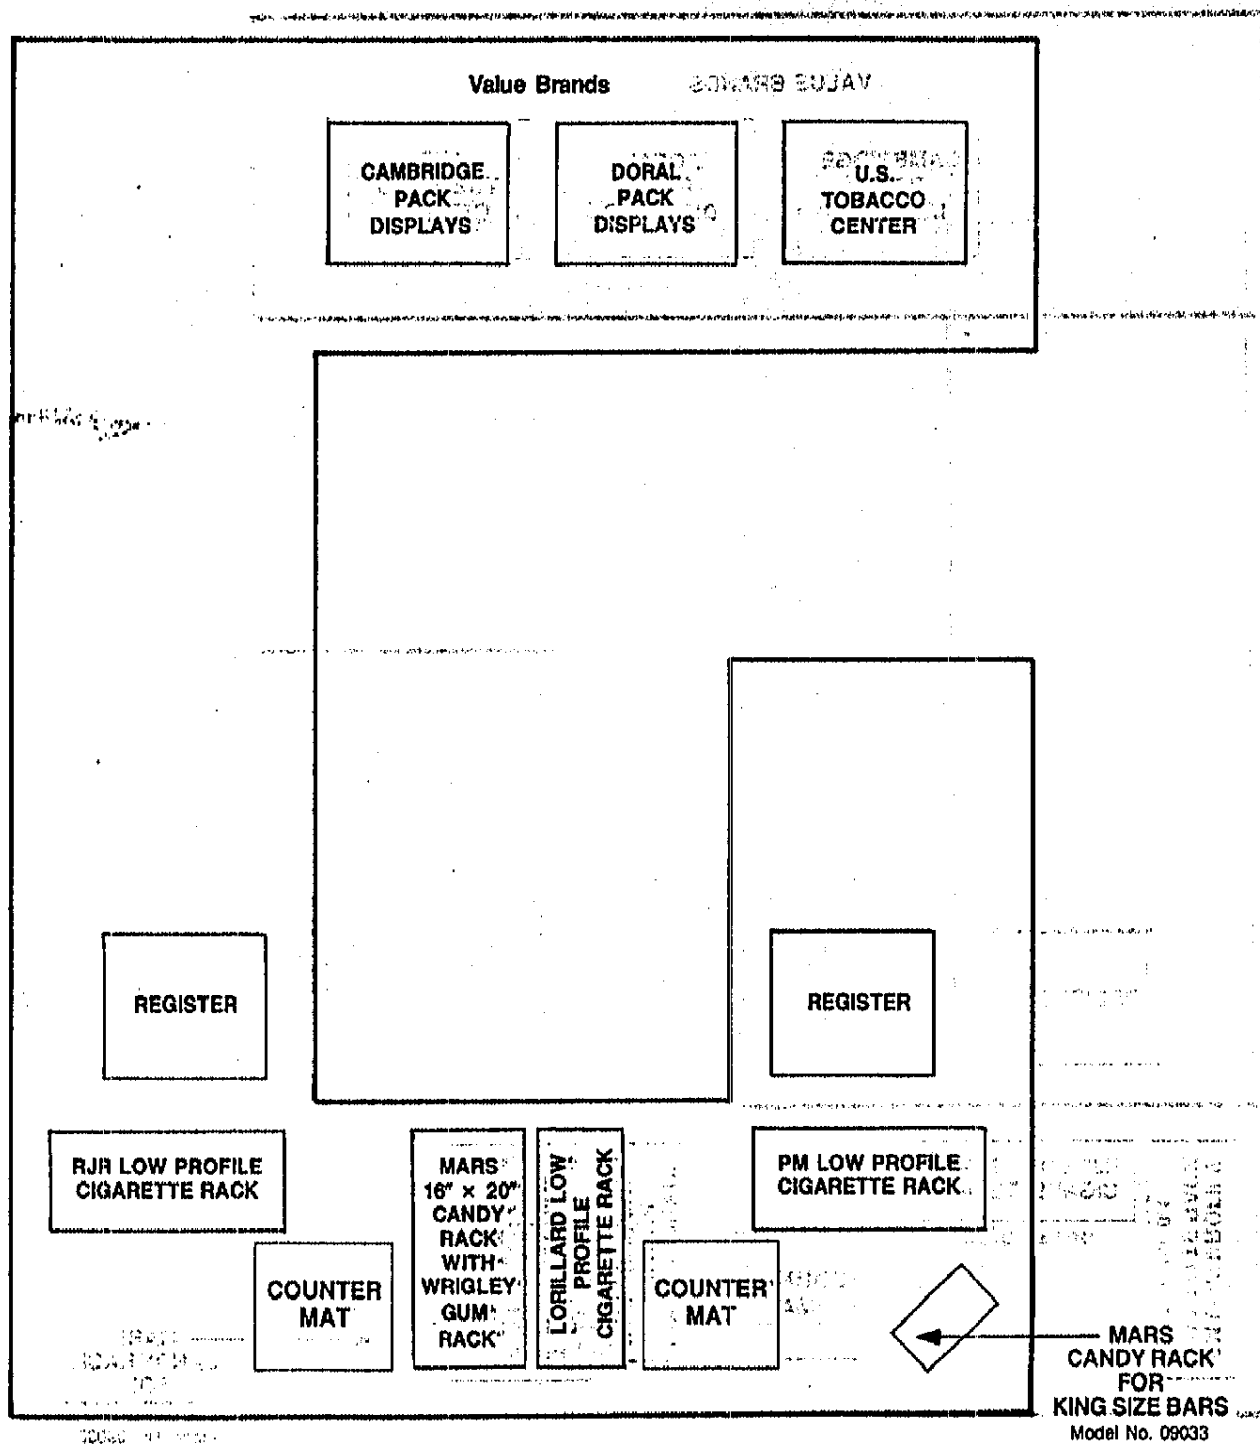 Value Brands
CAMBRIDGE
PACK
DISPLAYS
DORAL
PACK
DISPLAYS
U.S.
TOBACCO
CENTER
REGISTER
REGISTER
RJR LOW PROFILE
CIGARETTE RACK
MARS
16" × 20"
CANDY
RACK
WITH
WRIGLEY
GUM
RACK
LORILLARD LOW
PROFILE
CIGARETTE RACK
PM LOW PROFILE
CIGARETTE RACK
COUNTER
MAT
COUNTER
MAT
MARS
CANDY RACK
FOR
KING SIZE BARS
Model No. 09033
VALUE BRANDS